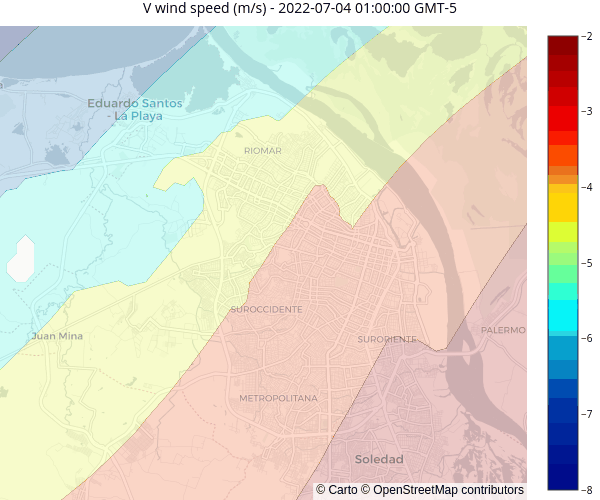 V wind speed (m/s) - 2022-07-04 01:00:00 GMT-5
Eduardo Santos
- La Playa
RIOMAR
SUROCCIDENTE
Juan Mina
SURORIENTE
PALERMO
METROPOLITANA
Soledad
−2
−3
−4
−5
−6
−7
−8
© Carto © OpenStreetMap contributors